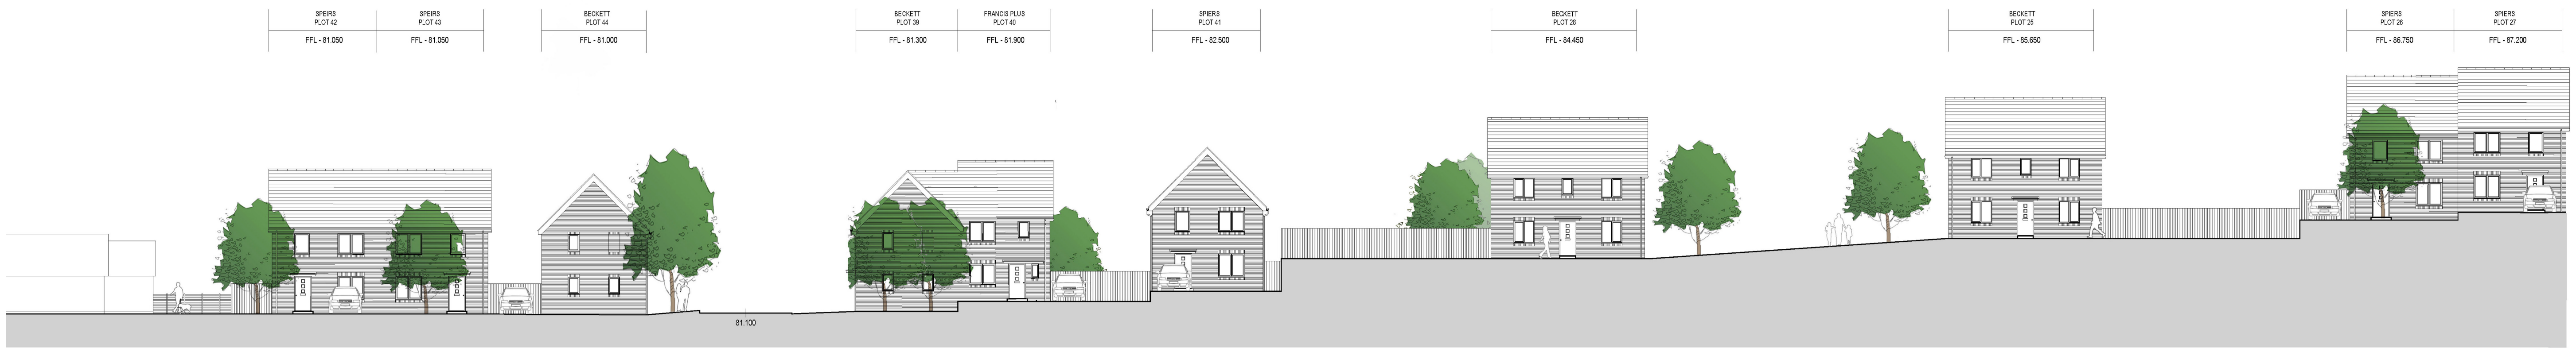 SPEIRS
PLOT 42
FFL - 81.050
SPEIRS
PLOT 43
FFL - 81.050
BECKETT
PLOT 44
FFL - 81.000
BECKETT
PLOT 39
FFL - 81.300
FRANCIS PLUS
PLOT 40
FFL - 81.900
SPIERS
PLOT 41
FFL - 82.500
BECKETT
PLOT 28
FFL - 84.450
BECKETT
PLOT 25
FFL - 85.650
SPIERS
PLOT 26
FFL - 86.750
SPIERS
PLOT 27
FFL - 87.200
81.100